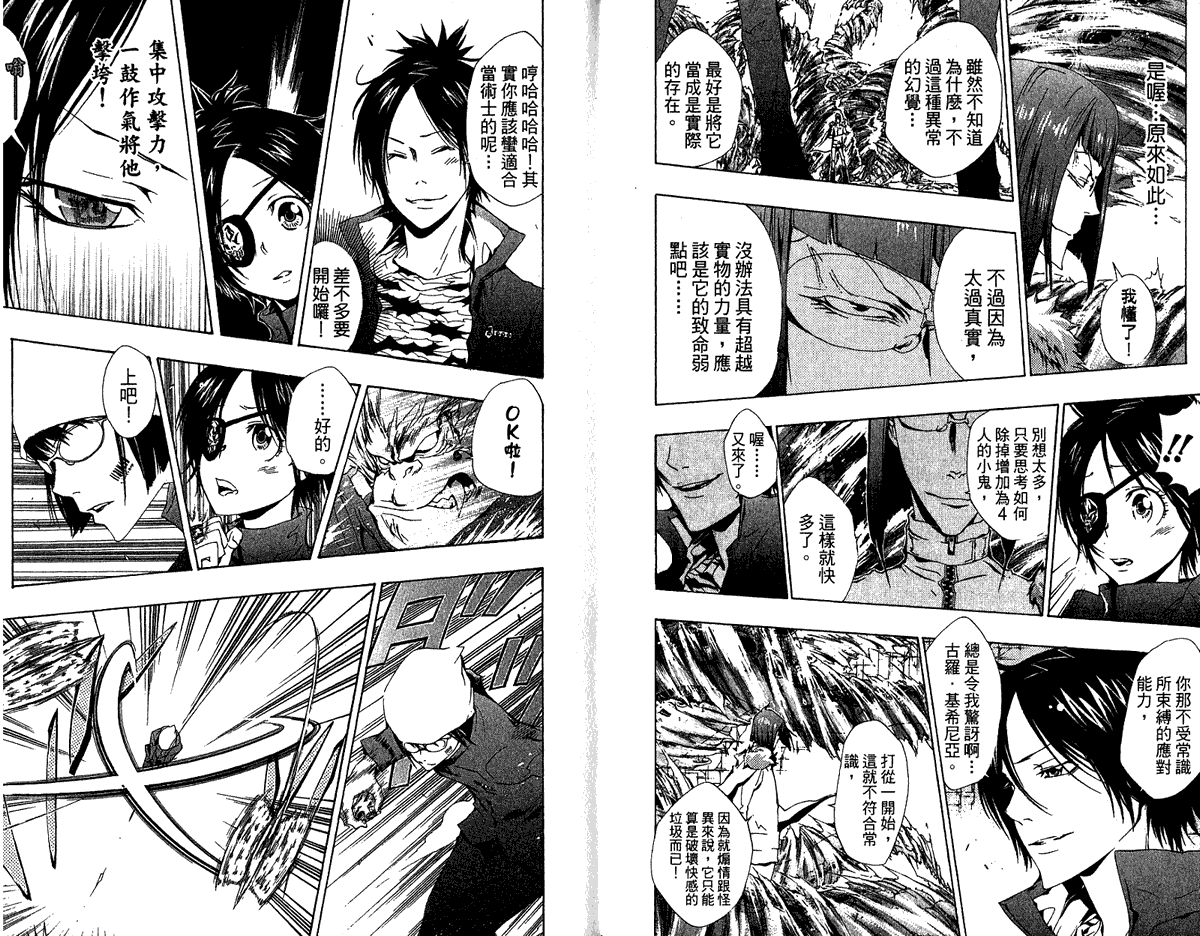 是喔…原來如此…
我懂了！
雖然不知道
為什麼，不
過這種異常
的幻覺…
最好是將它
當成是實際
的存在。
不過因為
太過真實，
沒辦法具有超越
實物的力量，應
該是它的致命弱
點吧……
!!
別想太多，
只要思考如何
除掉增加為4
人的小鬼，
這樣就快
多了。
喔……
又來了。
你那不受常識
所束縛的應對
能力，
總是令我驚訝啊…
古羅．基希尼亞。
打從一開始，
這就不符合常
識，
因為就煽情跟怪
異來說，它只能
算是破壞快感的
垃圾而已！
哼哈哈哈哈！其
實你應該蠻適合
當術士的呢…
差不多要
開始囉！
集中攻擊力，
一鼓作氣將他
擊垮！
OK啦！
……好的。
上吧！